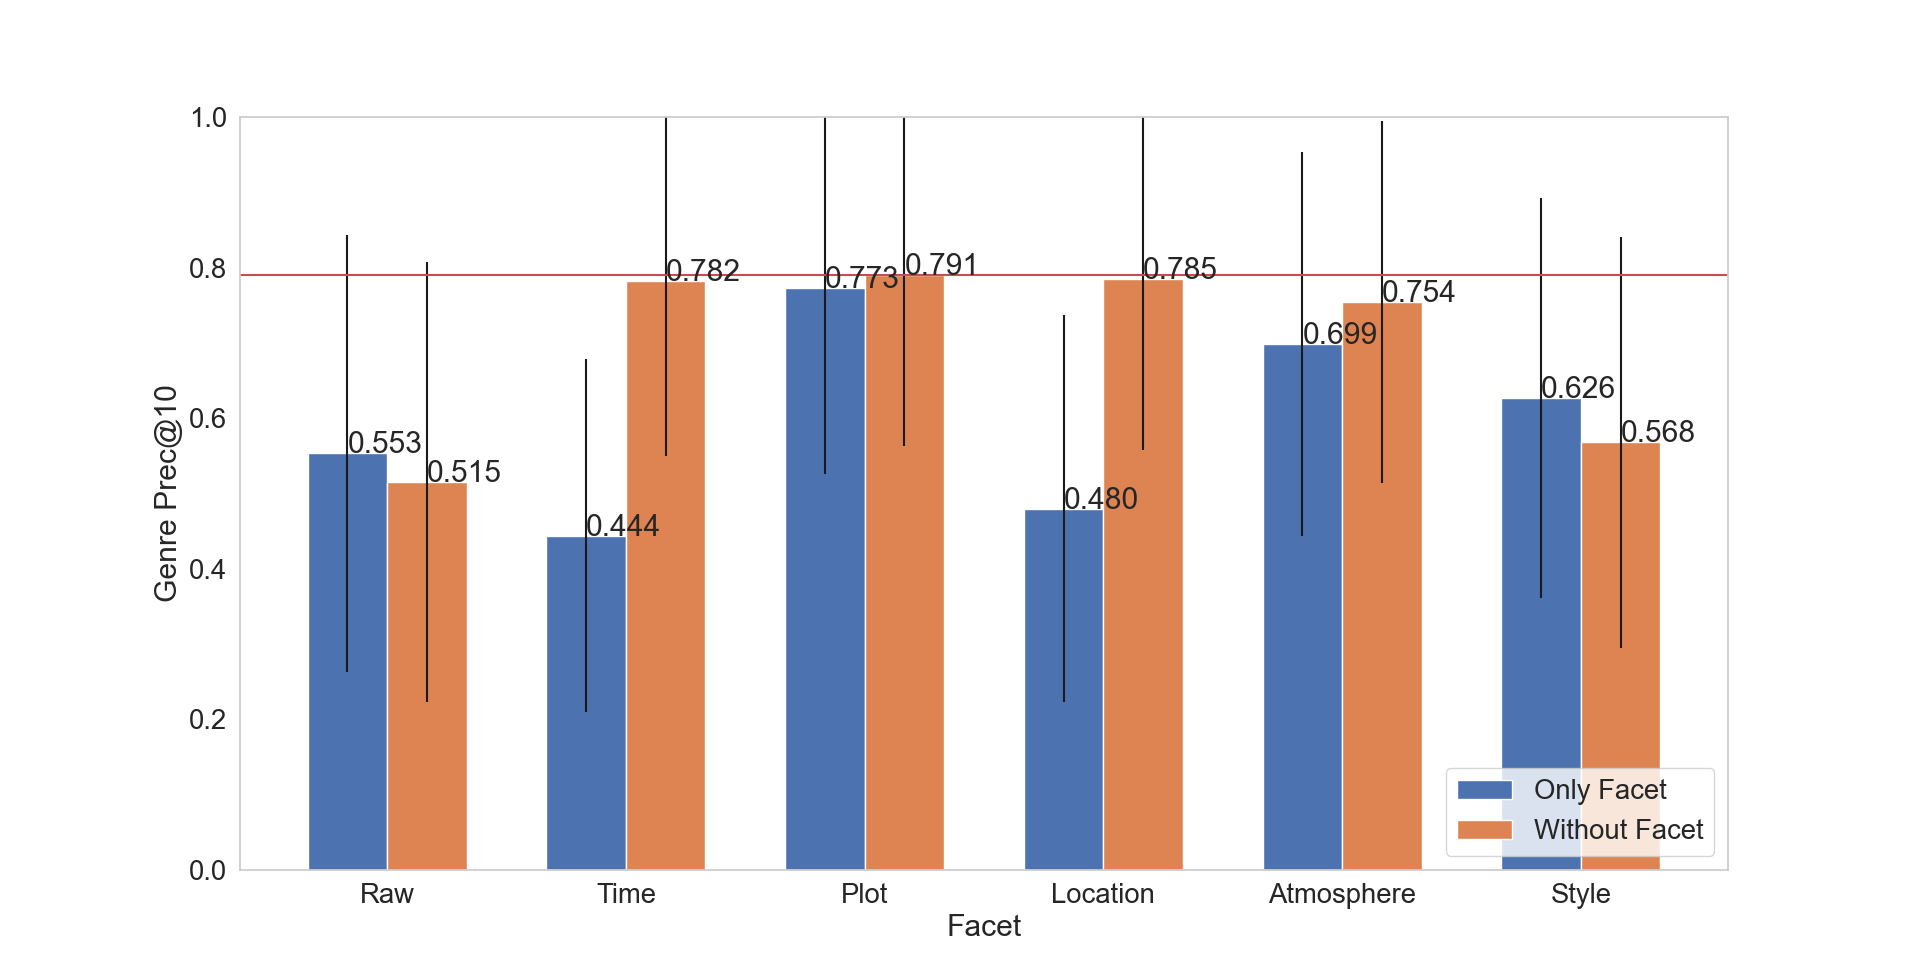 1.0
0.8
0.6
0.4
0.2
0.0
Genre Prec@10
0.553
0.515
0.444
0.782
0.773
0.791
0.480
0.785
0.699
0.754
0.626
0.568
Only Facet
Without Facet
Raw
Time
Plot
Location
Atmosphere
Style
Facet